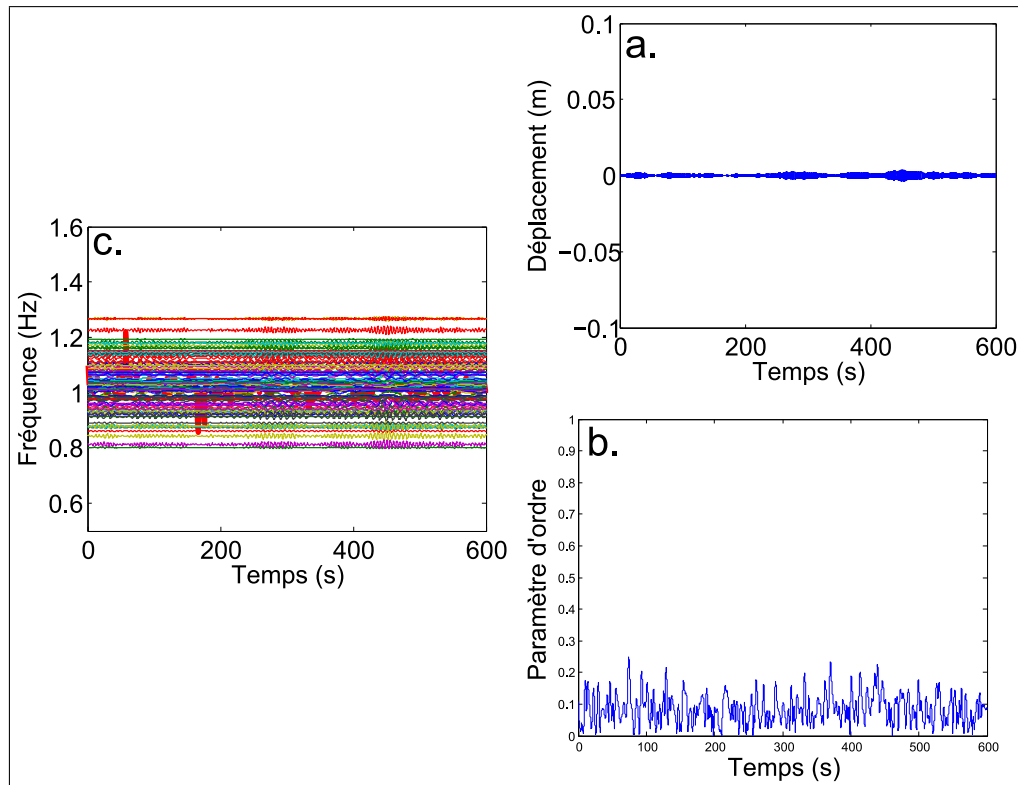 a.
Déplacement (m)
0.1
0.05
0
−0.05
−0.1
0 200 400 600
Temps (s)
c.
Fréquence (Hz)
1.6
1.4
1.2
1
0.8
0.6
0 200 400 600
Temps (s)
b.
Paramètre d'ordre
1
0.9
0.8
0.7
0.6
0.5
0.4
0.3
0.2
0.1
0
0 100 200 300 400 500 600
Temps (s)